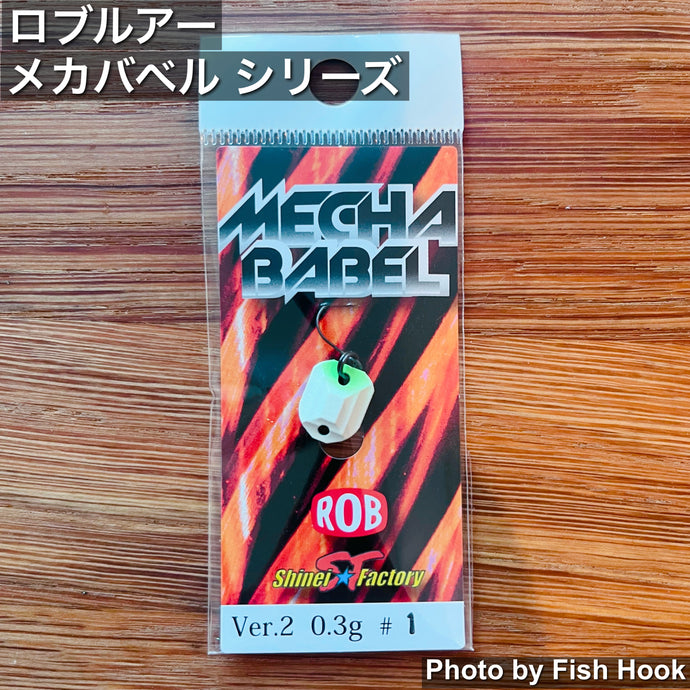 ロブルアー
メカバベル シリーズ
MECHA
BABEL
ROB
ST
Shinei★Factory
Ver.2 0.3g # 1
Photo by Fish Hook